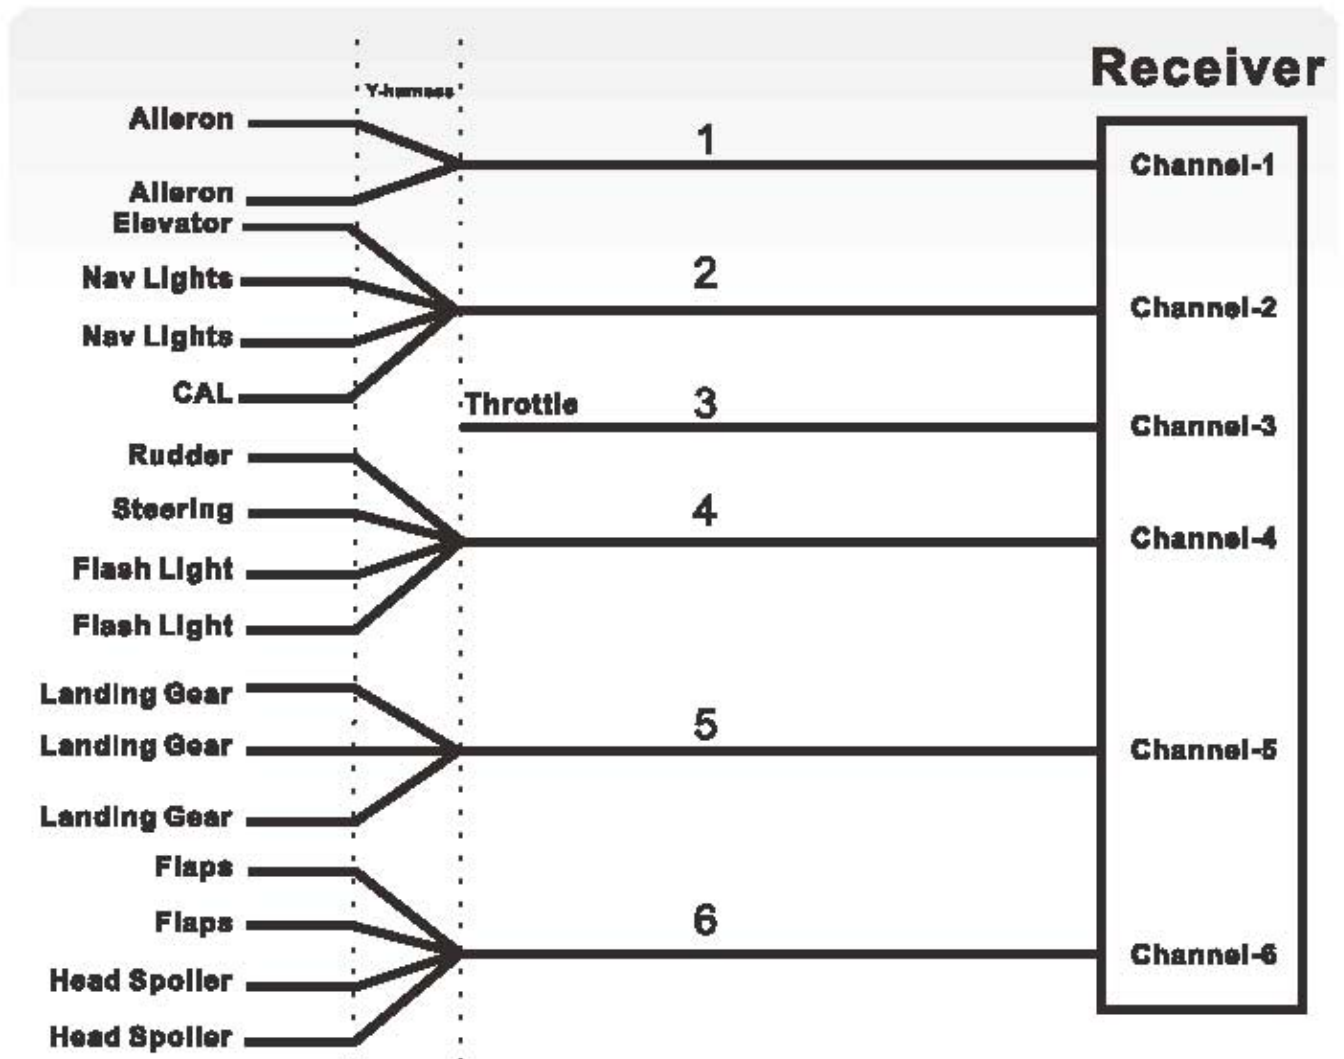 Receiver
Y-harness
Aileron
1
Channel-1
Aileron
Elevator
Nav Lights
2
Channel-2
Nav Lights
CAL
Throttle
3
Channel-3
Rudder
Steering
4
Channel-4
Flash Light
Flash Light
Landing Gear
Landing Gear
5
Channel-5
Landing Gear
Flaps
Flaps
6
Channel-6
Head Spoiler
Head Spoiler